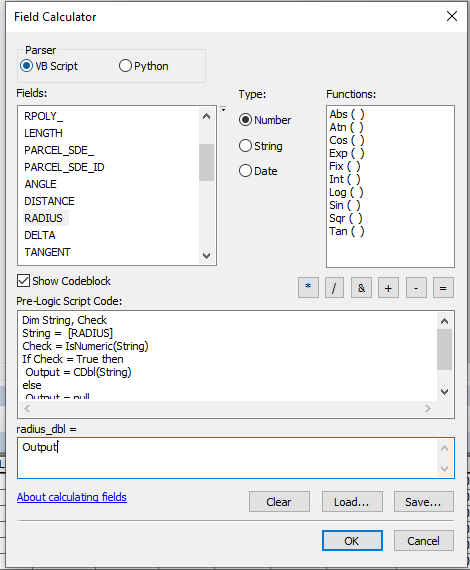 Field Calculator
Parser
VB Script
Python
Fields:
Type:
Functions:
RPOLY_
LENGTH
PARCEL_SDE_
PARCEL_SDE_ID
ANGLE
DISTANCE
RADIUS
DELTA
TANGENT
Number
String
Date
Abs ( )
Atn ( )
Cos ( )
Exp ( )
Fix ( )
Int ( )
Log ( )
Sin ( )
Sqr ( )
Tan ( )
Show Codeblock
* / & + - =
Pre-Logic Script Code:
Dim String, Check
String = [RADIUS]
Check = IsNumeric(String)
If Check = True then
Output = CDbl(String)
else
Output = null
radius_dbl =
Output
About calculating fields
Clear
Load...
Save...
OK
Cancel